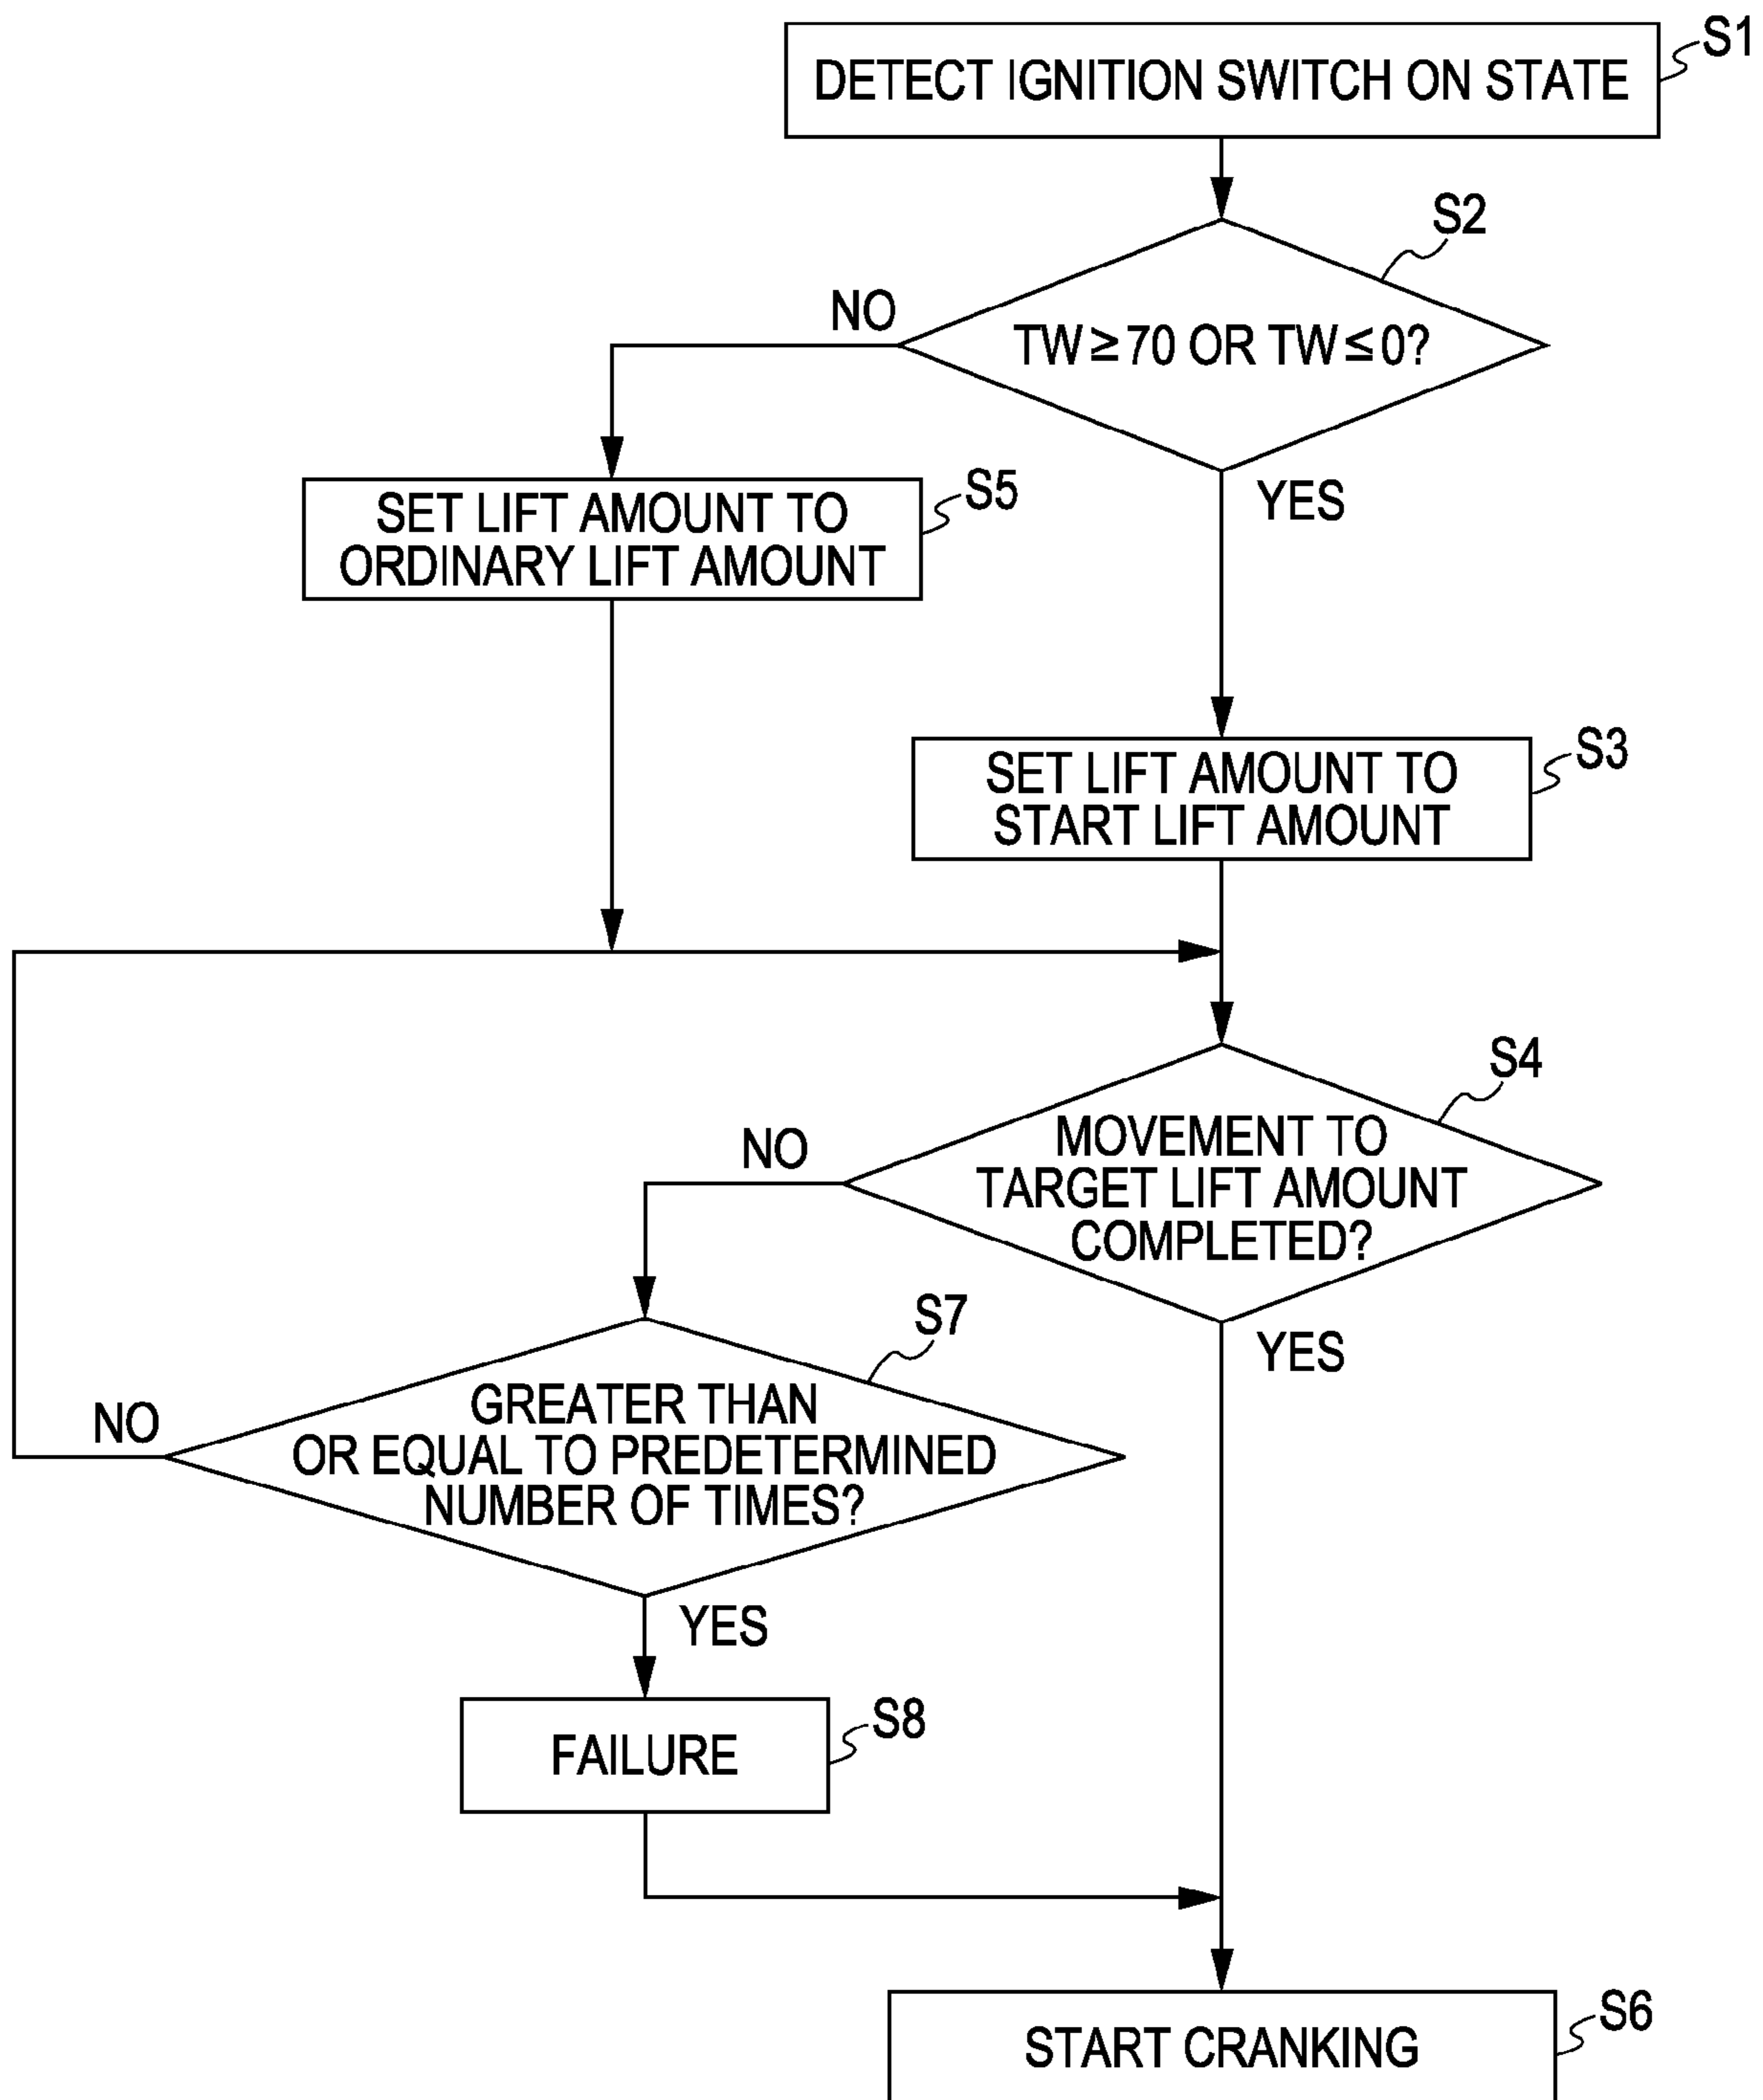 DETECT IGNITION SWITCH ON STATE
S1
S2
TW ≥ 70 OR TW ≤ 0?
NO
YES
SET LIFT AMOUNT TO
ORDINARY LIFT AMOUNT
S5
SET LIFT AMOUNT TO
START LIFT AMOUNT
S3
S4
MOVEMENT TO
TARGET LIFT AMOUNT
COMPLETED?
NO
YES
S7
GREATER THAN
OR EQUAL TO PREDETERMINED
NUMBER OF TIMES?
NO
YES
FAILURE
S8
START CRANKING
S6